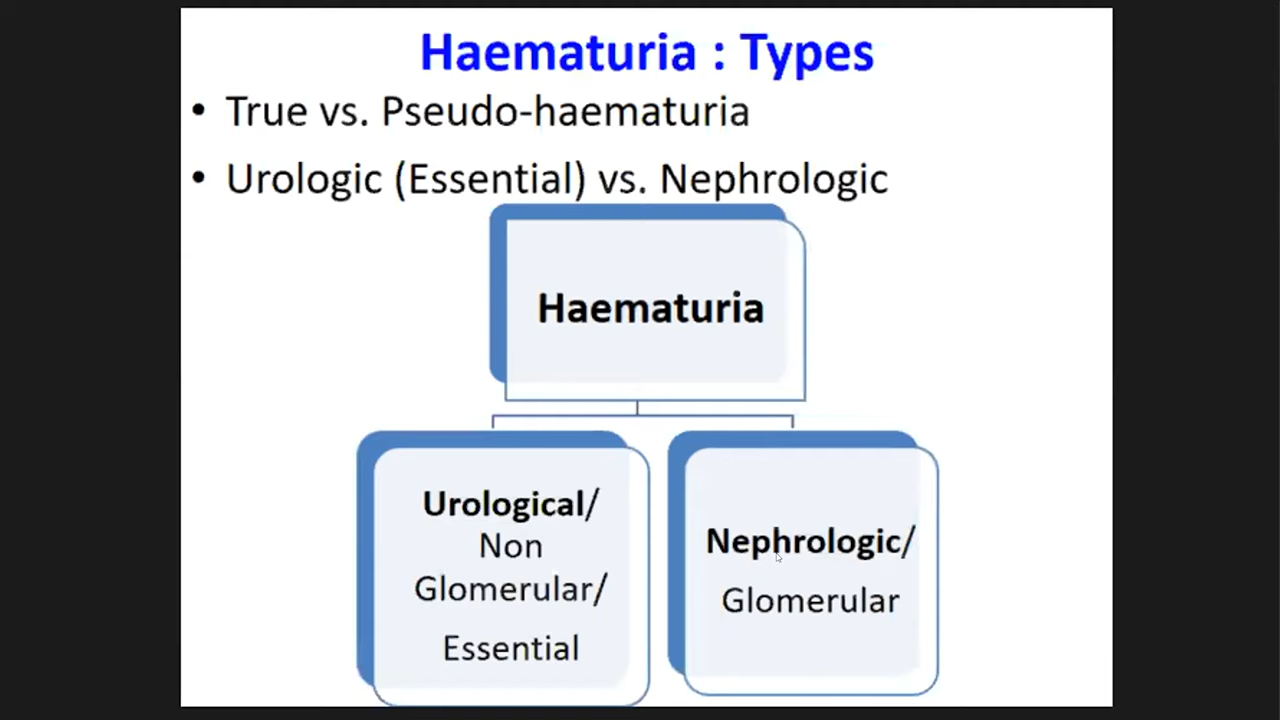 Haematuria : Types
• True vs. Pseudo-haematuria
• Urologic (Essential) vs. Nephrologic
Haematuria
Urological/
Non
Glomerular/
Essential
Nephrologic/
Glomerular